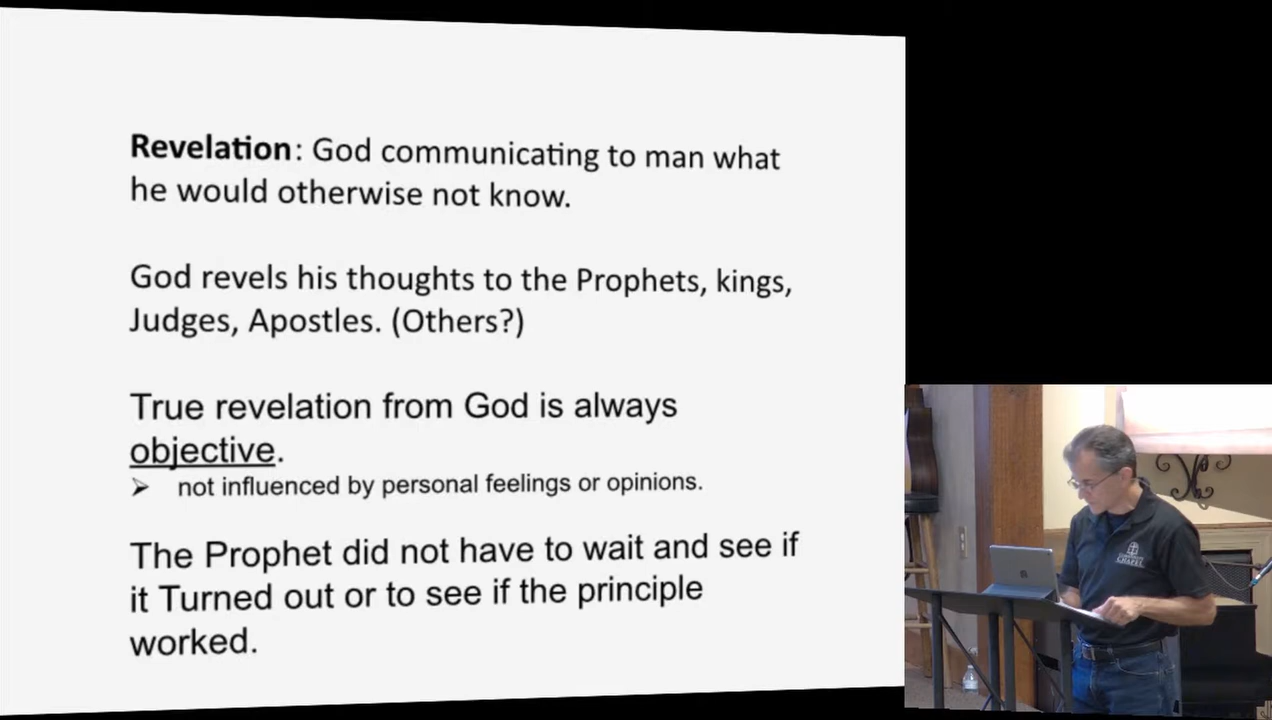 Revelation: God communicating to man what
he would otherwise not know.
God revels his thoughts to the Prophets, kings,
Judges, Apostles. (Others?)
True revelation from God is always
objective.
➢ not influenced by personal feelings or opinions.
The Prophet did not have to wait and see if
it Turned out or to see if the principle
worked.
CHAPEL